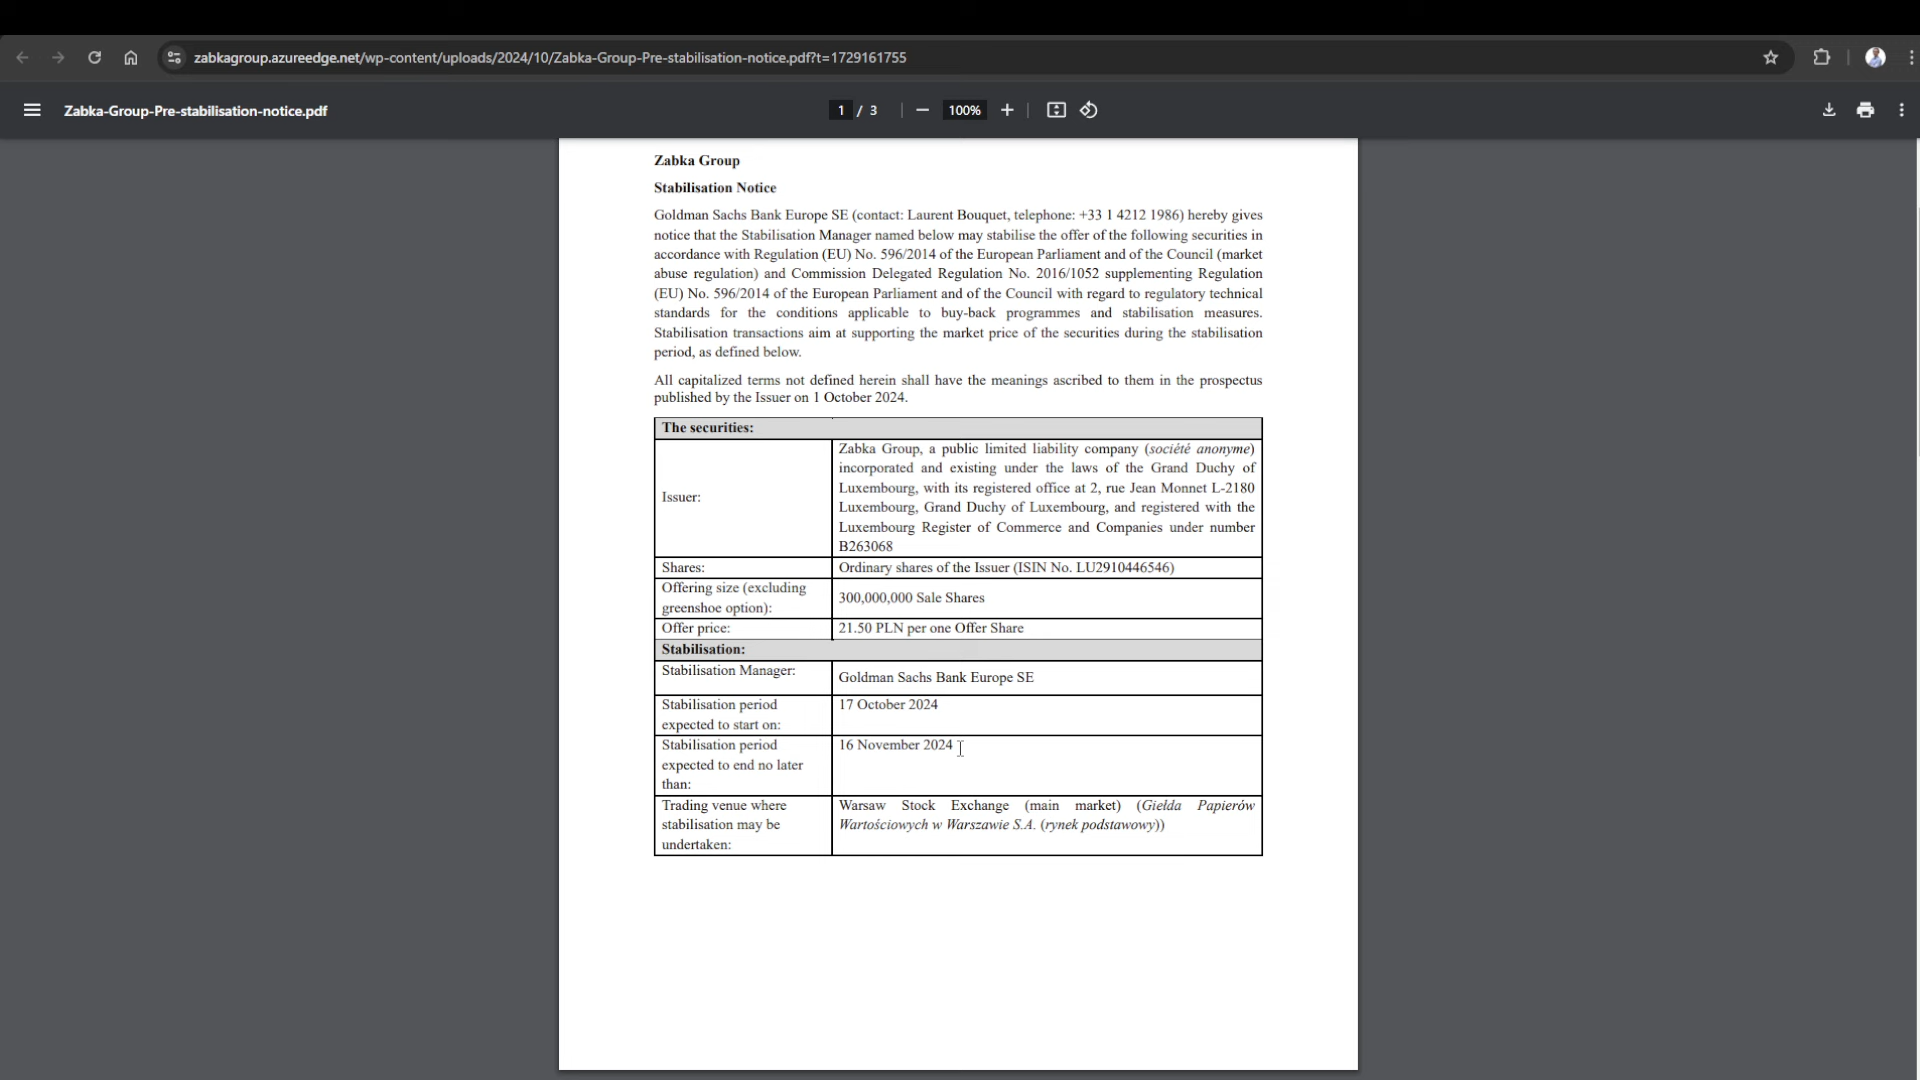 zabkagroup.azureedge.net/wp-content/uploads/2024/10/Zabka-Group-Pre-stabilisation-notice.pdf?t=1729161755
Zabka-Group-Pre-stabilisation-notice.pdf
1 / 3
100%
Zabka Group
Stabilisation Notice
Goldman Sachs Bank Europe SE (contact: Laurent Bouquet, telephone: +33 1 4212 1986) hereby gives
notice that the Stabilisation Manager named below may stabilise the offer of the following securities in
accordance with Regulation (EU) No. 596/2014 of the European Parliament and of the Council (market
abuse regulation) and Commission Delegated Regulation No. 2016/1052 supplementing Regulation
(EU) No. 596/2014 of the European Parliament and of the Council with regard to regulatory technical
standards for the conditions applicable to buy-back programmes and stabilisation measures.
Stabilisation transactions aim at supporting the market price of the securities during the stabilisation
period, as defined below.
All capitalized terms not defined herein shall have the meanings ascribed to them in the prospectus
published by the Issuer on 1 October 2024.
The securities:
Issuer:
Zabka Group, a public limited liability company (société anonyme)
incorporated and existing under the laws of the Grand Duchy of
Luxembourg, with its registered office at 2, rue Jean Monnet L-2180
Luxembourg, Grand Duchy of Luxembourg, and registered with the
Luxembourg Register of Commerce and Companies under number
B263068
Shares:
Ordinary shares of the Issuer (ISIN No. LU2910446546)
Offering size (excluding
greenshoe option):
300,000,000 Sale Shares
Offer price:
21.50 PLN per one Offer Share
Stabilisation:
Stabilisation Manager:
Goldman Sachs Bank Europe SE
Stabilisation period
expected to start on:
17 October 2024
Stabilisation period
expected to end no later
than:
16 November 2024
Trading venue where
stabilisation may be
undertaken:
Warsaw Stock Exchange (main market) (Giełda Papierów
Wartościowych w Warszawie S.A. (rynek podstawowy))